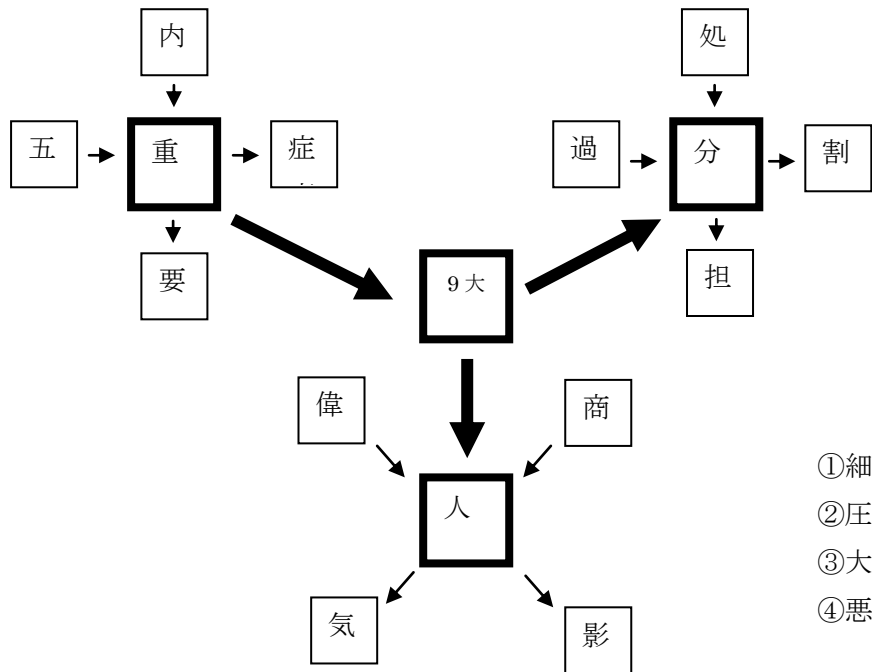 内
処
五
重
症
過
分
割
要
9大
担
偉
商
人
①細
②圧
③大
④悪
気
影